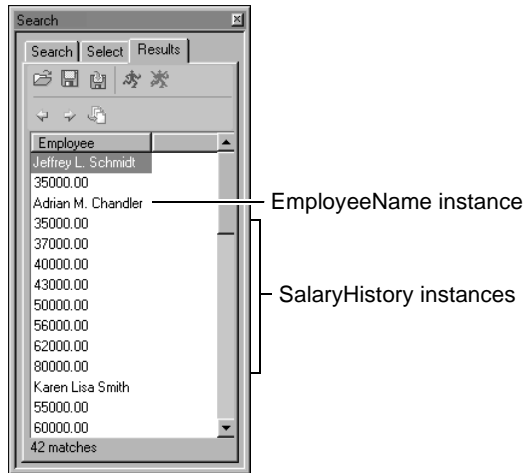 Search
Search Select Results
Employee
Jeffrey L. Schmidt
35000.00
Adrian M. Chandler
EmployeeName instance
35000.00
37000.00
40000.00
43000.00
SalaryHistory instances
50000.00
56000.00
62000.00
80000.00
Karen Lisa Smith
55000.00
60000.00
42 matches